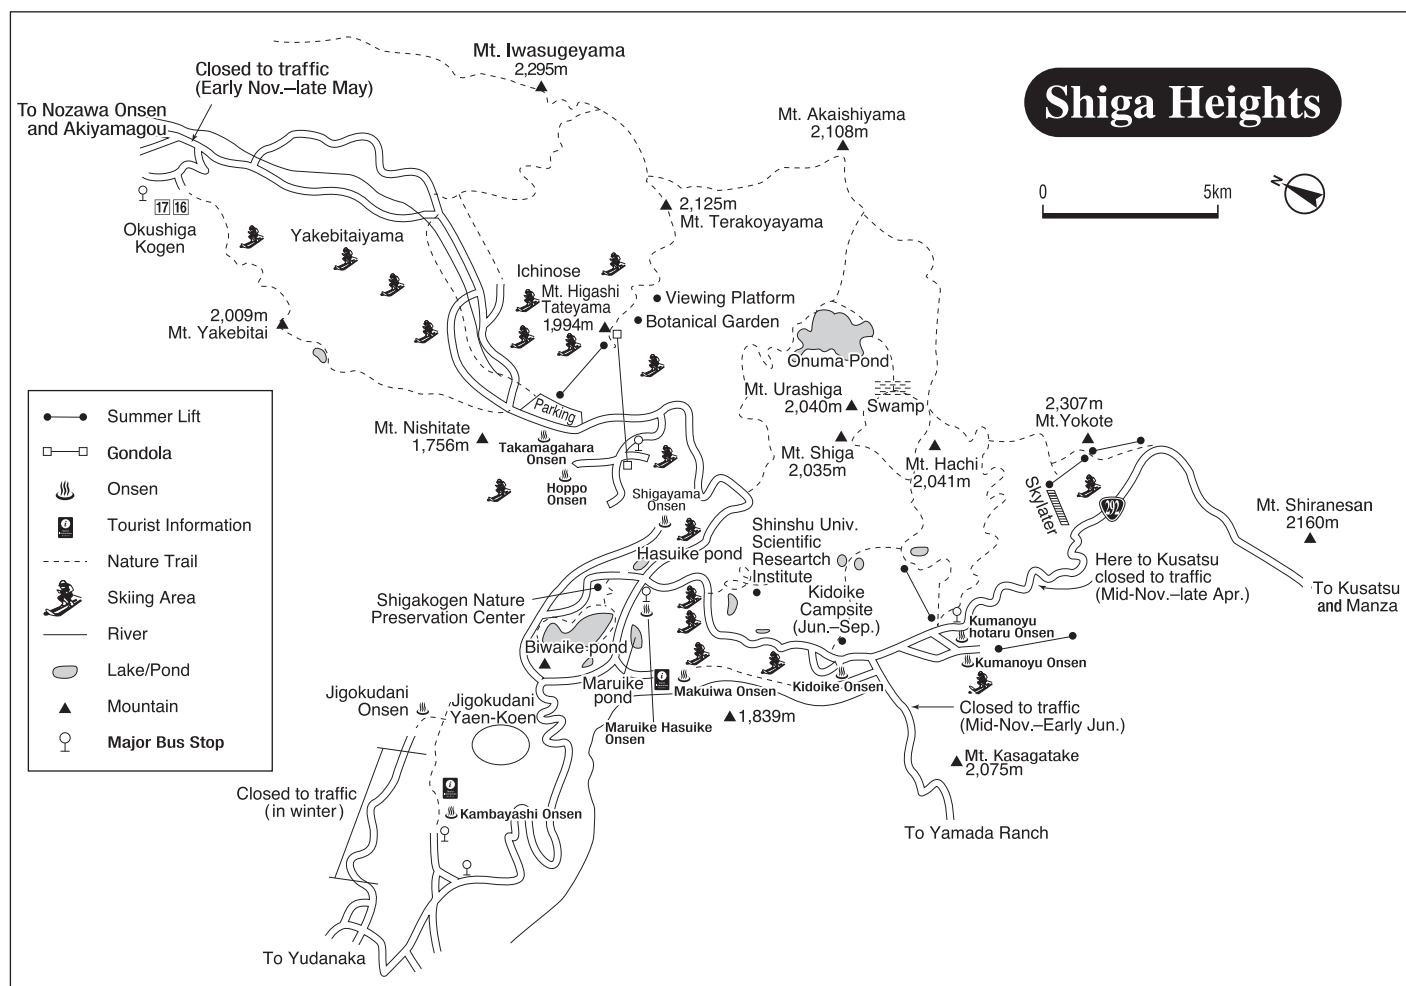 Shiga Heights
0
5km
N
Mt. Iwasugeyama
2,295m
Closed to traffic
(Early Nov.–late May)
To Nozawa Onsen
and Akiyamagou
Mt. Akaishiyama
2,108m
2,125m
Mt. Terakoyayama
17 16
Okushiga
Kogen
Yakebitaiyama
Ichinose
Mt. Higashi
Tateyama
1,994m
Viewing Platform
Botanical Garden
2,009m
Mt. Yakebitai
Onuma Pond
Mt. Urashiga
2,040m
Swamp
Parking
Mt. Nishitate
1,756m
Takamagahara
Onsen
Hoppo
Onsen
Mt. Shiga
2,035m
Mt. Hachi
2,041m
2,307m
Mt.Yokote
Skylater
292
Mt. Shiranesan
2160m
Shigayama
Onsen
Hasuike pond
Shinshu Univ.
Scientific
Researtch
Institute
Kidoike
Campsite
(Jun.–Sep.)
Here to Kusatsu
closed to traffic
(Mid-Nov.–late Apr.)
To Kusatsu
and Manza
Shigakogen Nature
Preservation Center
Biwaike pond
Kumanoyu
hotaru Onsen
Kumanoyu Onsen
Maruike
pond
Makuiwa Onsen
Kidoike Onsen
Maruike Hasuike
Onsen
1,839m
Closed to traffic
(Mid-Nov.–Early Jun.)
Mt. Kasagatake
2,075m
To Yamada Ranch
Jigokudani
Onsen
Jigokudani
Yaen-Koen
Closed to traffic
(in winter)
Kambayashi Onsen
To Yudanaka
Summer Lift
Gondola
Onsen
Tourist Information
Nature Trail
Skiing Area
River
Lake/Pond
Mountain
Major Bus Stop